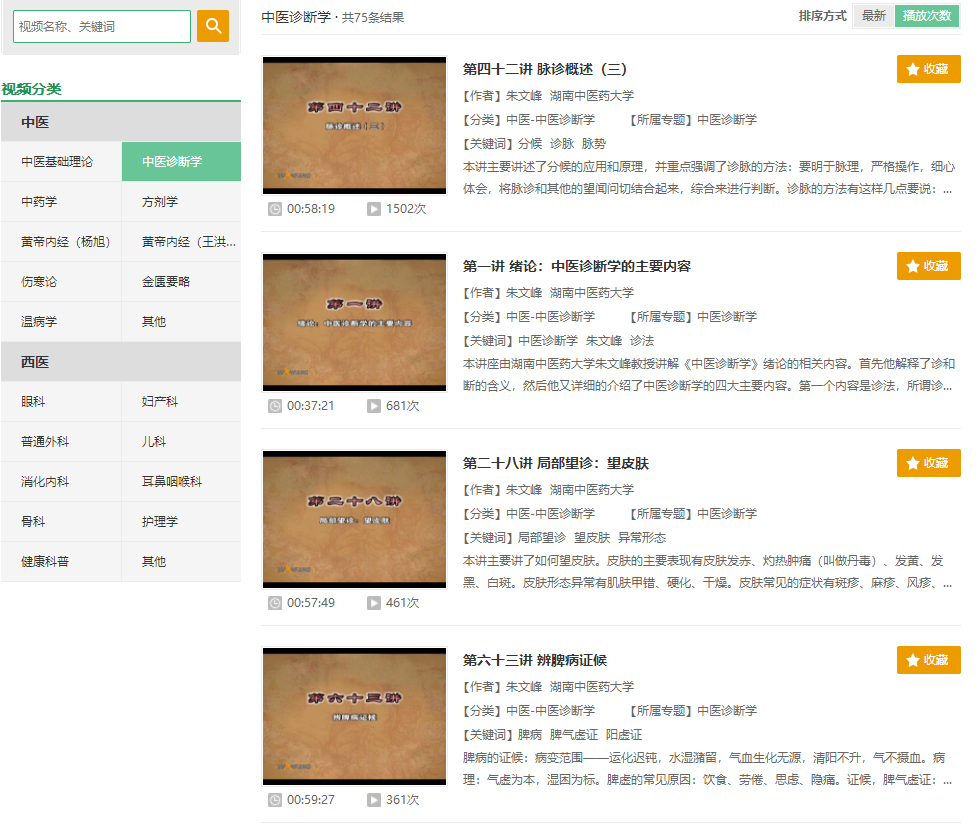 视频名称、关键词
视频分类
中医
中医基础理论
中医诊断学
中药学
方剂学
黄帝内经（杨旭）
黄帝内经（王洪...
伤寒论
金匮要略
温病学
其他
西医
眼科
妇产科
普通外科
儿科
消化内科
耳鼻咽喉科
骨科
护理学
健康科普
其他
中医诊断学 · 共75条结果
排序方式 最新 播放次数
第四十二讲
脉诊概述（三）
00:58:19 1502次
第四十二讲 脉诊概述（三）
收藏
【作者】朱文峰 湖南中医药大学
【分类】中医-中医诊断学 【所属专题】中医诊断学
【关键词】分候 诊脉 脉势
本讲主要讲述了分候的应用和原理，并重点强调了诊脉的方法：要明于脉理，严格操作，细心
体会，将脉诊和其他的望闻问切结合起来，综合来进行判断。诊脉的方法有这样几点要说：...
第一讲
绪论：中医诊断学的主要内容
00:37:21 681次
第一讲 绪论：中医诊断学的主要内容
收藏
【作者】朱文峰 湖南中医药大学
【分类】中医-中医诊断学 【所属专题】中医诊断学
【关键词】中医诊断学 朱文峰 诊法
本讲座由湖南中医药大学朱文峰教授讲解《中医诊断学》绪论的相关内容。首先他解释了诊和
断的含义，然后他又详细的介绍了中医诊断学的四大主要内容。第一个内容是诊法，所谓诊...
第二十八讲
局部望诊：望皮肤
00:57:49 461次
第二十八讲 局部望诊：望皮肤
收藏
【作者】朱文峰 湖南中医药大学
【分类】中医-中医诊断学 【所属专题】中医诊断学
【关键词】局部望诊 望皮肤 异常形态
本讲主要讲了如何望皮肤。皮肤的主要表现有皮肤发赤、灼热肿痛（叫做丹毒）、发黄、发
黑、白斑。皮肤形态异常有肌肤甲错、硬化、干燥。皮肤常见的症状有斑疹、麻疹、风疹、...
第六十三讲
辨脾病证候
00:59:27 361次
第六十三讲 辨脾病证候
收藏
【作者】朱文峰 湖南中医药大学
【分类】中医-中医诊断学 【所属专题】中医诊断学
【关键词】脾病 脾气虚证 阳虚证
脾病的证候：病变范围——运化迟钝，水湿潴留，气血生化无源，清阳不升，气不摄血。病
理：气虚为本，湿困为标。脾虚的常见原因：饮食、劳倦、思虑、隐痛。证候，脾气虚证：...